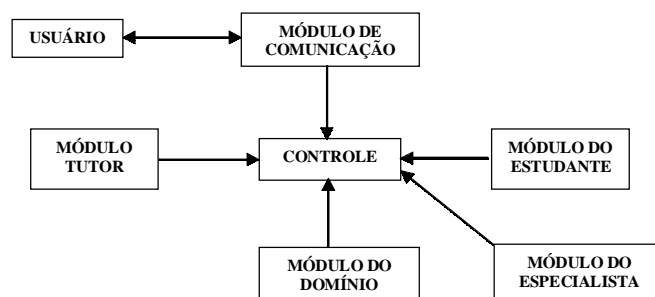 USUÁRIO
MÓDULO DE
COMUNICAÇÃO
MÓDULO
TUTOR
CONTROLE
MÓDULO DO
ESTUDANTE
MÓDULO DO
DOMÍNIO
MÓDULO DO
ESPECIALISTA